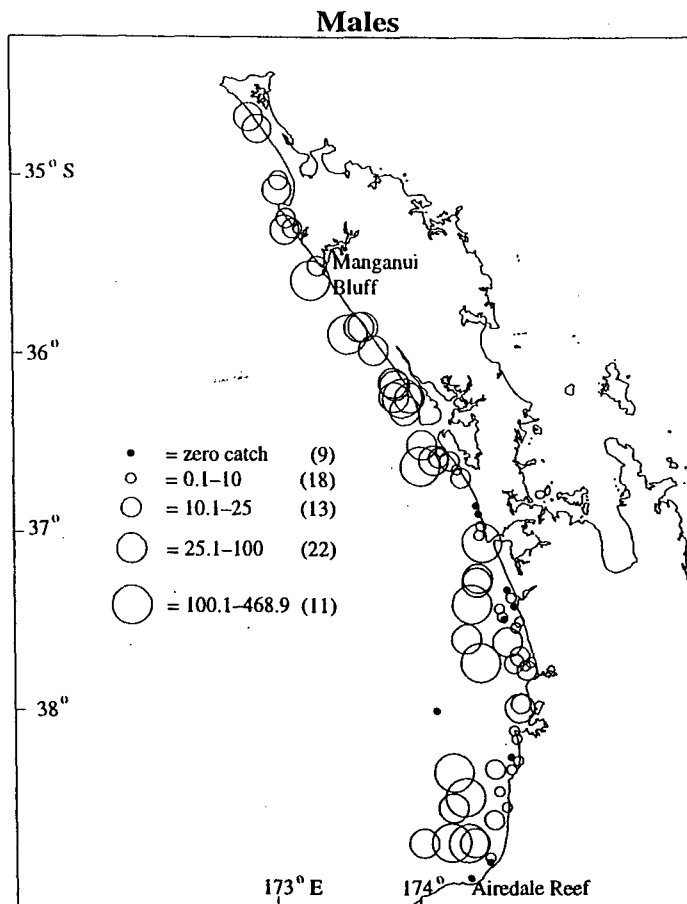 Males
35° S
Manganui
Bluff
36°
= zero catch (9)
= 0.1–10 (18)
= 10.1–25 (13)
37°
= 25.1–100 (22)
= 100.1–468.9 (11)
38°
173° E
174°
Airedale Reef